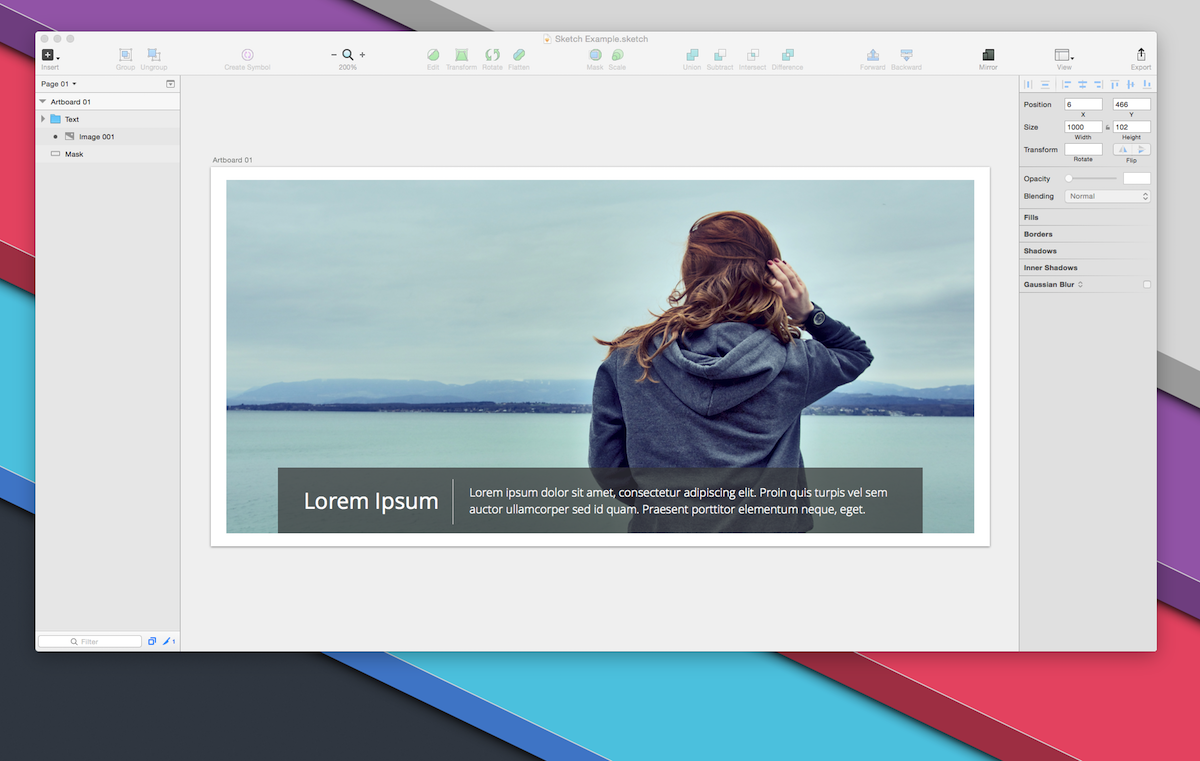 Sketch Example.sketch
Insert
Group
Ungroup
Create Symbol
200%
Edit
Transform
Rotate
Flatten
Mask
Scale
Union
Subtract
Intersect
Difference
Forward
Backward
Mirror
View
Export
Page 01
Artboard 01
Text
Image 001
Mask
Filter
1
Artboard 01
Lorem Ipsum
Lorem ipsum dolor sit amet, consectetur adipiscing elit. Proin quis turpis vel sem
auctor ullamcorper sed id quam. Praesent porttitor elementum neque, eget.
Position 6 466
X Y
Size 1000 102
Width Height
Transform
Rotate Flip
Opacity
Blending Normal
Fills
Borders
Shadows
Inner Shadows
Gaussian Blur